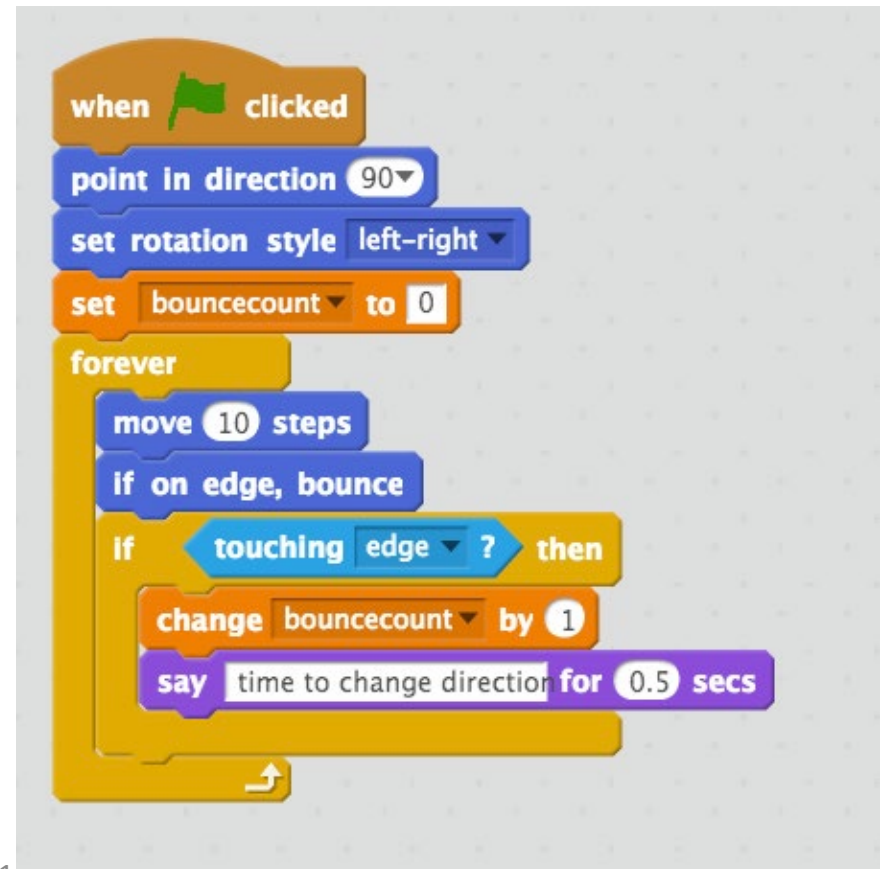 when clicked
point in direction 90
set rotation style left-right
set bouncecount to 0
forever
move 10 steps
if on edge, bounce
if touching edge ? then
change bouncecount by 1
say time to change direction for 0.5 secs
1